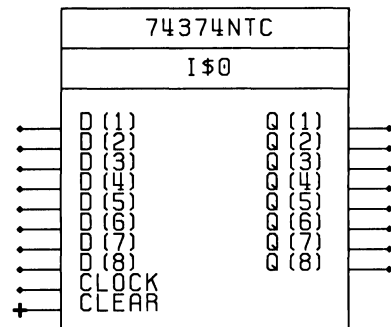 74374NTC
I$0
D(1) Q(1)
D(2) Q(2)
D(3) Q(3)
D(4) Q(4)
D(5) Q(5)
D(6) Q(6)
D(7) Q(7)
D(8) Q(8)
CLOCK
CLEAR